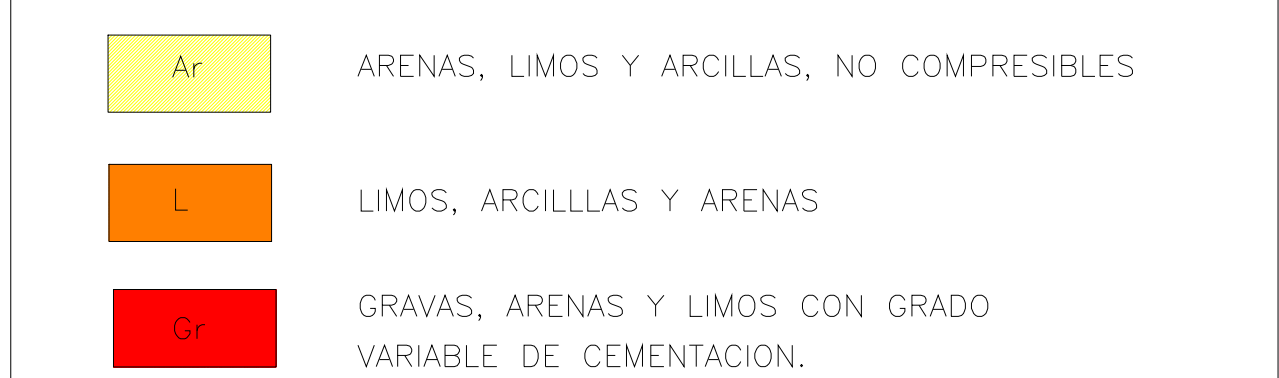 Ar ARENAS, LIMOS Y ARCILLAS, NO COMPRESIBLES
L LIMOS, ARCILLLAS Y ARENAS
Gr GRAVAS, ARENAS Y LIMOS CON GRADO
VARIABLE DE CEMENTACION.